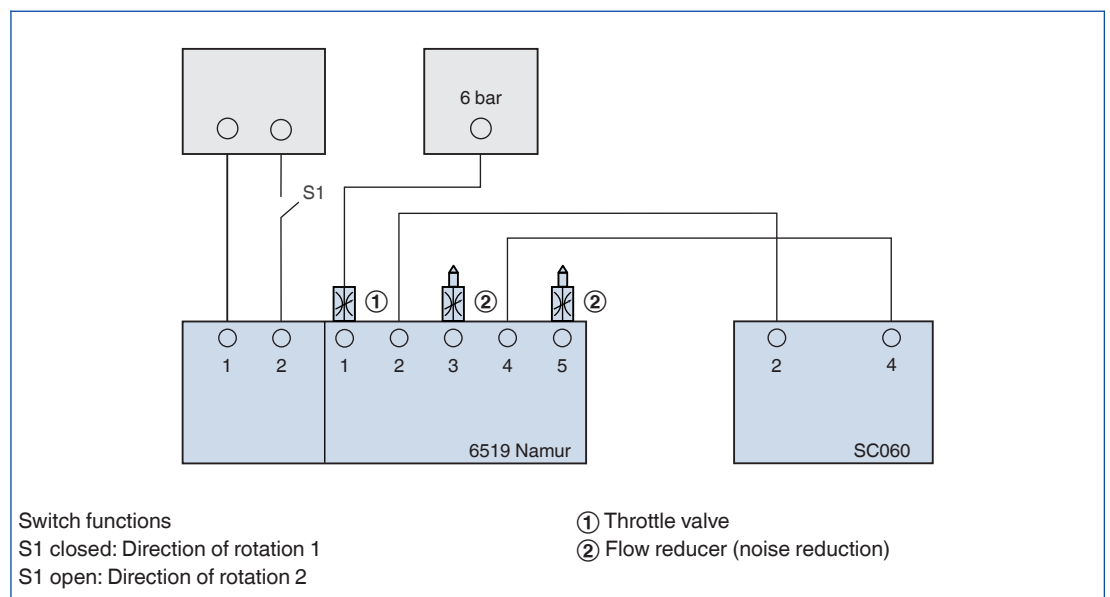 6 bar
S1
① ② ②
1 2 1 2 3 4 5
2 4
6519 Namur
SC060
Switch functions
S1 closed: Direction of rotation 1
S1 open: Direction of rotation 2
① Throttle valve
② Flow reducer (noise reduction)